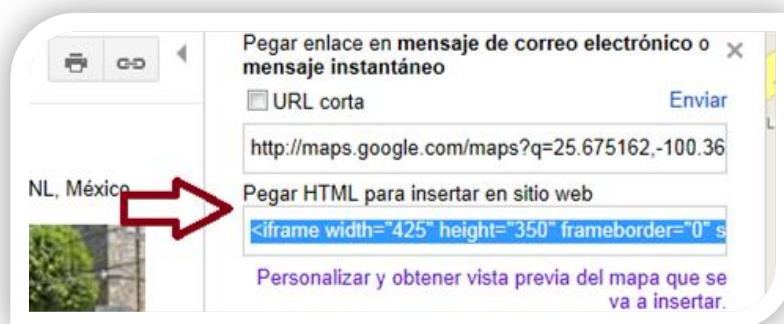 Pegar enlace en mensaje de correo electrónico o
mensaje instantáneo
URL corta Enviar
http://maps.google.com/maps?q=25.675162,-100.36
NL, México
Pegar HTML para insertar en sitio web
<iframe width="425" height="350" frameborder="0" s
Personalizar y obtener vista previa del mapa que se
va a insertar.